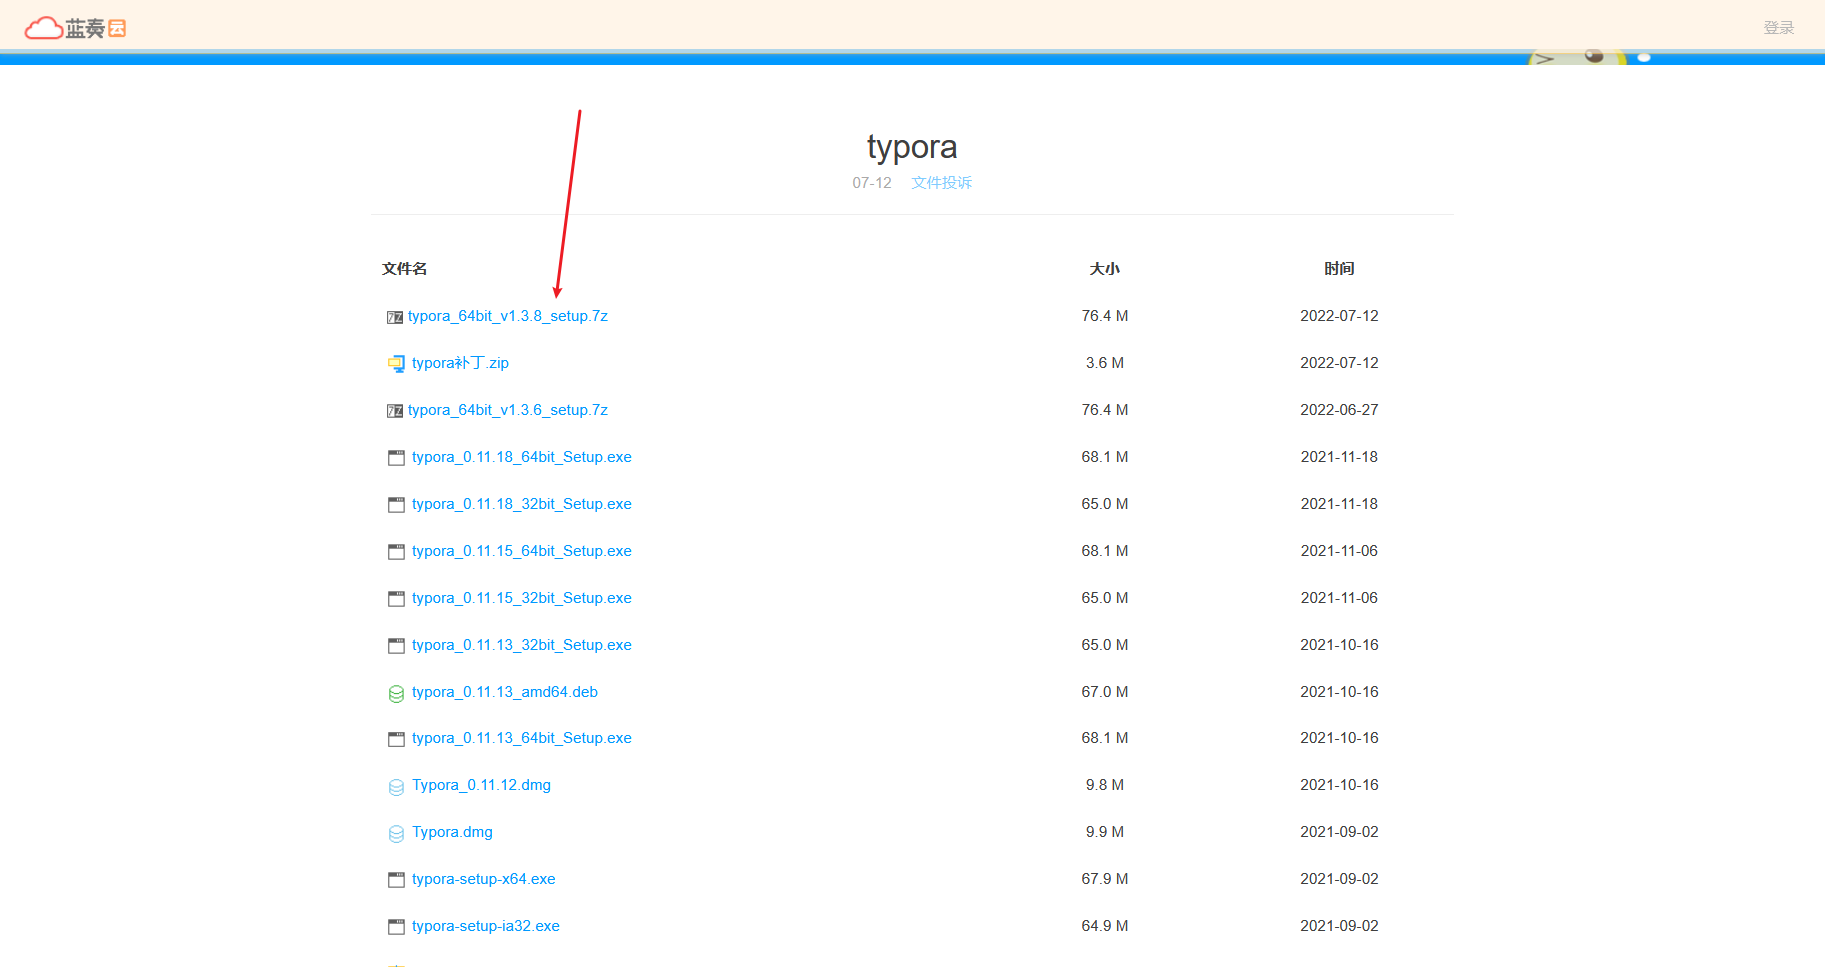 蓝奏云
登录
typora
07-12 文件投诉
文件名 大小 时间
typora_64bit_v1.3.8_setup.7z 76.4 M 2022-07-12
typora补丁.zip 3.6 M 2022-07-12
typora_64bit_v1.3.6_setup.7z 76.4 M 2022-06-27
typora_0.11.18_64bit_Setup.exe 68.1 M 2021-11-18
typora_0.11.18_32bit_Setup.exe 65.0 M 2021-11-18
typora_0.11.15_64bit_Setup.exe 68.1 M 2021-11-06
typora_0.11.15_32bit_Setup.exe 65.0 M 2021-11-06
typora_0.11.13_32bit_Setup.exe 65.0 M 2021-10-16
typora_0.11.13_amd64.deb 67.0 M 2021-10-16
typora_0.11.13_64bit_Setup.exe 68.1 M 2021-10-16
Typora_0.11.12.dmg 9.8 M 2021-10-16
Typora.dmg 9.9 M 2021-09-02
typora-setup-x64.exe 67.9 M 2021-09-02
typora-setup-ia32.exe 64.9 M 2021-09-02